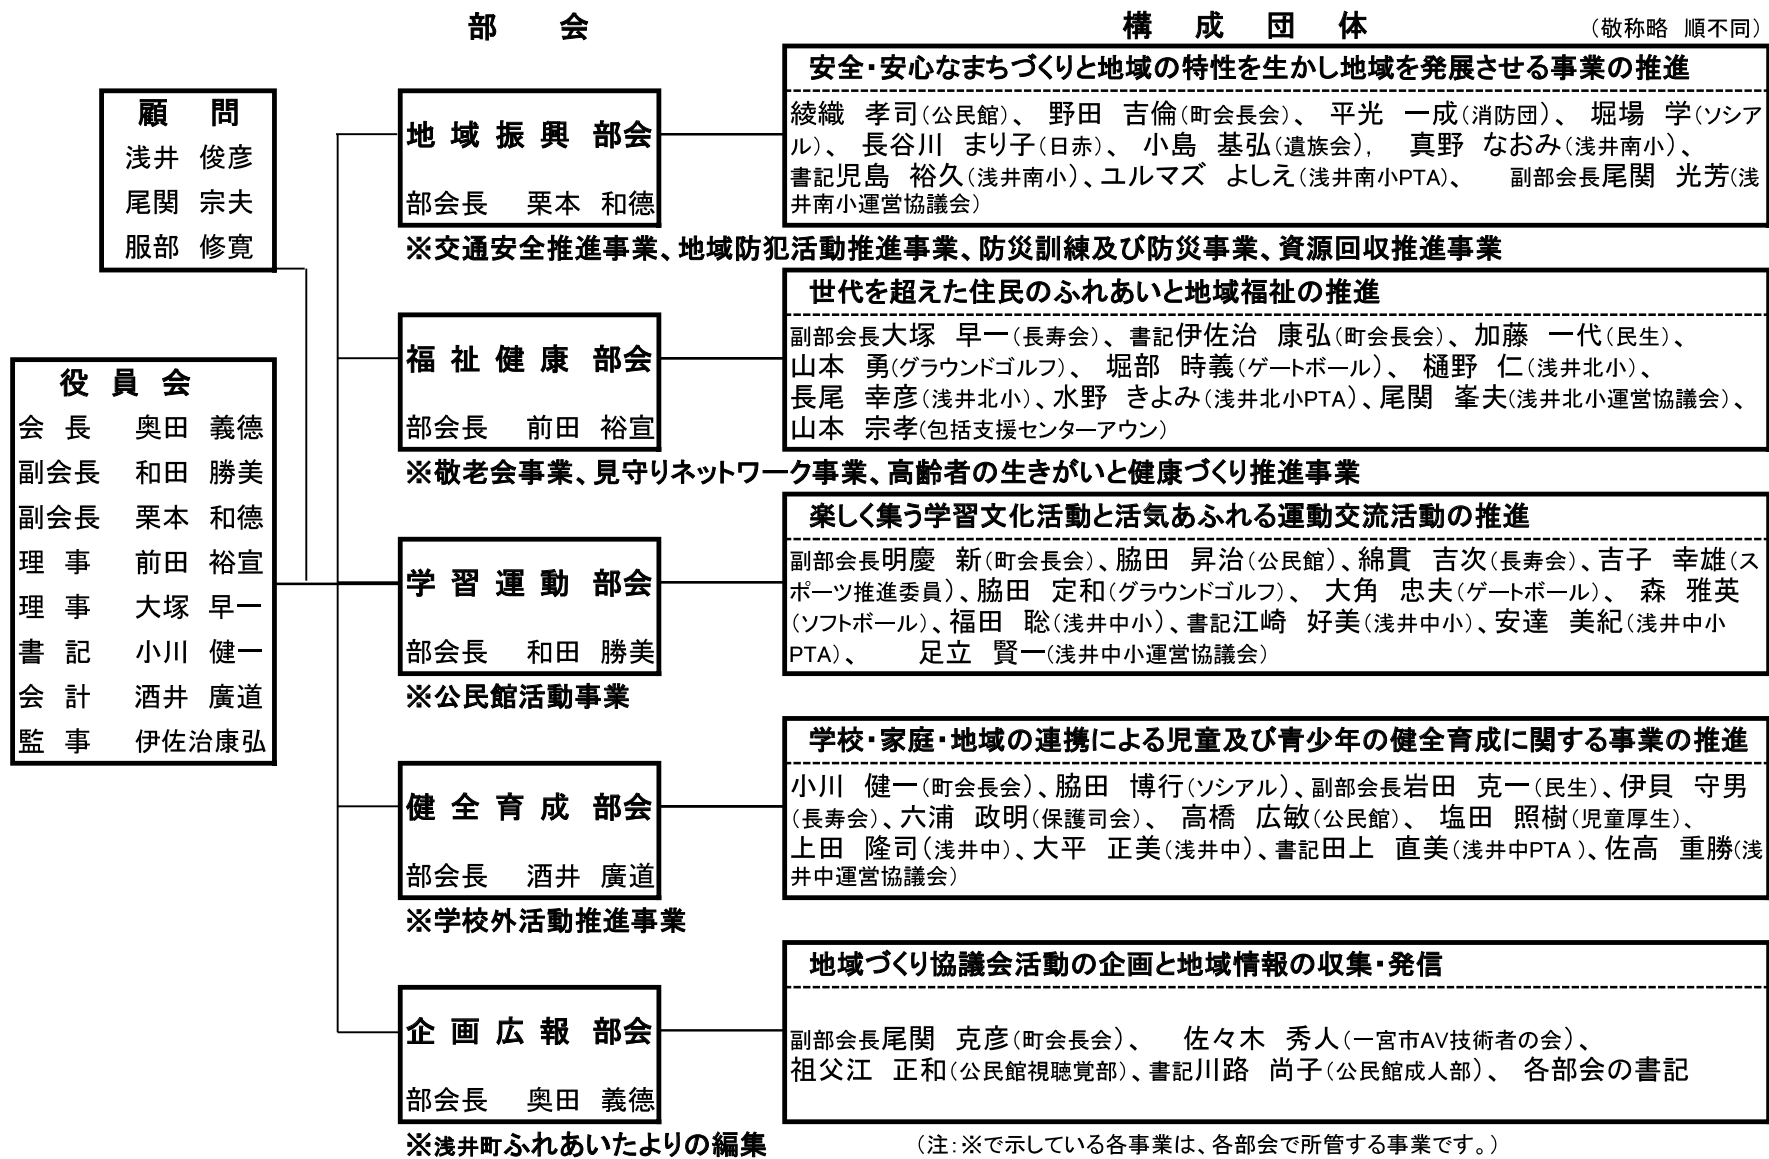 部　会
構　成　団　体
（敬称略　順不同）
顧　問
浅井　俊彦
尾関　宗夫
服部　修寛
役　員　会
会　長　奥田　義徳
副会長　和田　勝美
副会長　栗本　和德
理　事　前田　裕宣
理　事　大塚　早一
書　記　小川　健一
会　計　酒井　廣道
監　事　伊佐治康弘
地 域 振 興 部会
部会長　栗本　和德
安全・安心なまちづくりと地域の特性を生かし地域を発展させる事業の推進
綾織　孝司（公民館）、　野田　吉倫（町会長会）、　平光　一成（消防団）、　堀場　学（ソシア
ル）、　長谷川　まり子（日赤）、　小島　基弘（遺族会），　真野　なおみ（浅井南小）、
書記児島　裕久（浅井南小）、ユルマズ　よしえ（浅井南小PTA）、　副部会長尾関　光芳（浅
井南小運営協議会）
※交通安全推進事業、地域防犯活動推進事業、防災訓練及び防災事業、資源回収推進事業
福 祉 健 康 部会
部会長　前田　裕宣
世代を超えた住民のふれあいと地域福祉の推進
副部会長大塚　早一（長寿会）、書記伊佐治　康弘（町会長会）、加藤　一代（民生）、
山本　勇（グラウンドゴルフ）、　堀部　時義（ゲートボール）、　樋野　仁（浅井北小）、
長尾　幸彦（浅井北小）、水野　きよみ（浅井北小PTA）、尾関　峯夫（浅井北小運営協議会）、
山本　宗孝（包括支援センターアウン）
※敬老会事業、見守りネットワーク事業、高齢者の生きがいと健康づくり推進事業
学 習 運 動 部会
部会長　和田　勝美
楽しく集う学習文化活動と活気あふれる運動交流活動の推進
副部会長明慶　新（町会長会）、脇田　昇治（公民館）、綿貫　吉次（長寿会）、吉子　幸雄（ス
ポーツ推進委員）、脇田　定和（グラウンドゴルフ）、　大角　忠夫（ゲートボール）、　森　雅英
（ソフトボール）、福田　聡（浅井中小）、書記江崎　好美（浅井中小）、安達　美紀（浅井中小
PTA）、　足立　賢一（浅井中小運営協議会）
※公民館活動事業
健 全 育 成 部会
部会長　酒井　廣道
学校・家庭・地域の連携による児童及び青少年の健全育成に関する事業の推進
小川　健一（町会長会）、脇田　博行（ソシアル）、副部会長岩田　克一（民生）、伊貝　守男
（長寿会）、六浦　政明（保護司会）、　高橋　広敏（公民館）、　塩田　照樹（児童厚生）、
上田　隆司（浅井中）、大平　正美（浅井中）、書記田上　直美（浅井中PTA ）、佐高　重勝（浅
井中運営協議会）
※学校外活動推進事業
企 画 広 報 部会
部会長　奥田　義徳
地域づくり協議会活動の企画と地域情報の収集・発信
副部会長尾関　克彦（町会長会）、　佐々木　秀人（一宮市AV技術者の会）、
祖父江　正和（公民館視聴覚部）、書記川路　尚子（公民館成人部）、　各部会の書記
※浅井町ふれあいたよりの編集
（注：※で示している各事業は、各部会で所管する事業です。）